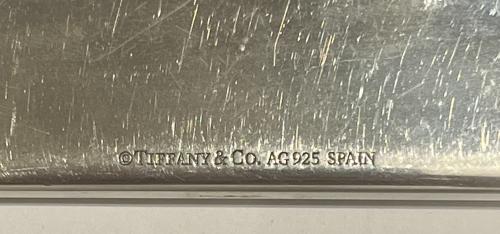 ©TIFFANY & CO. AG925 SPAIN